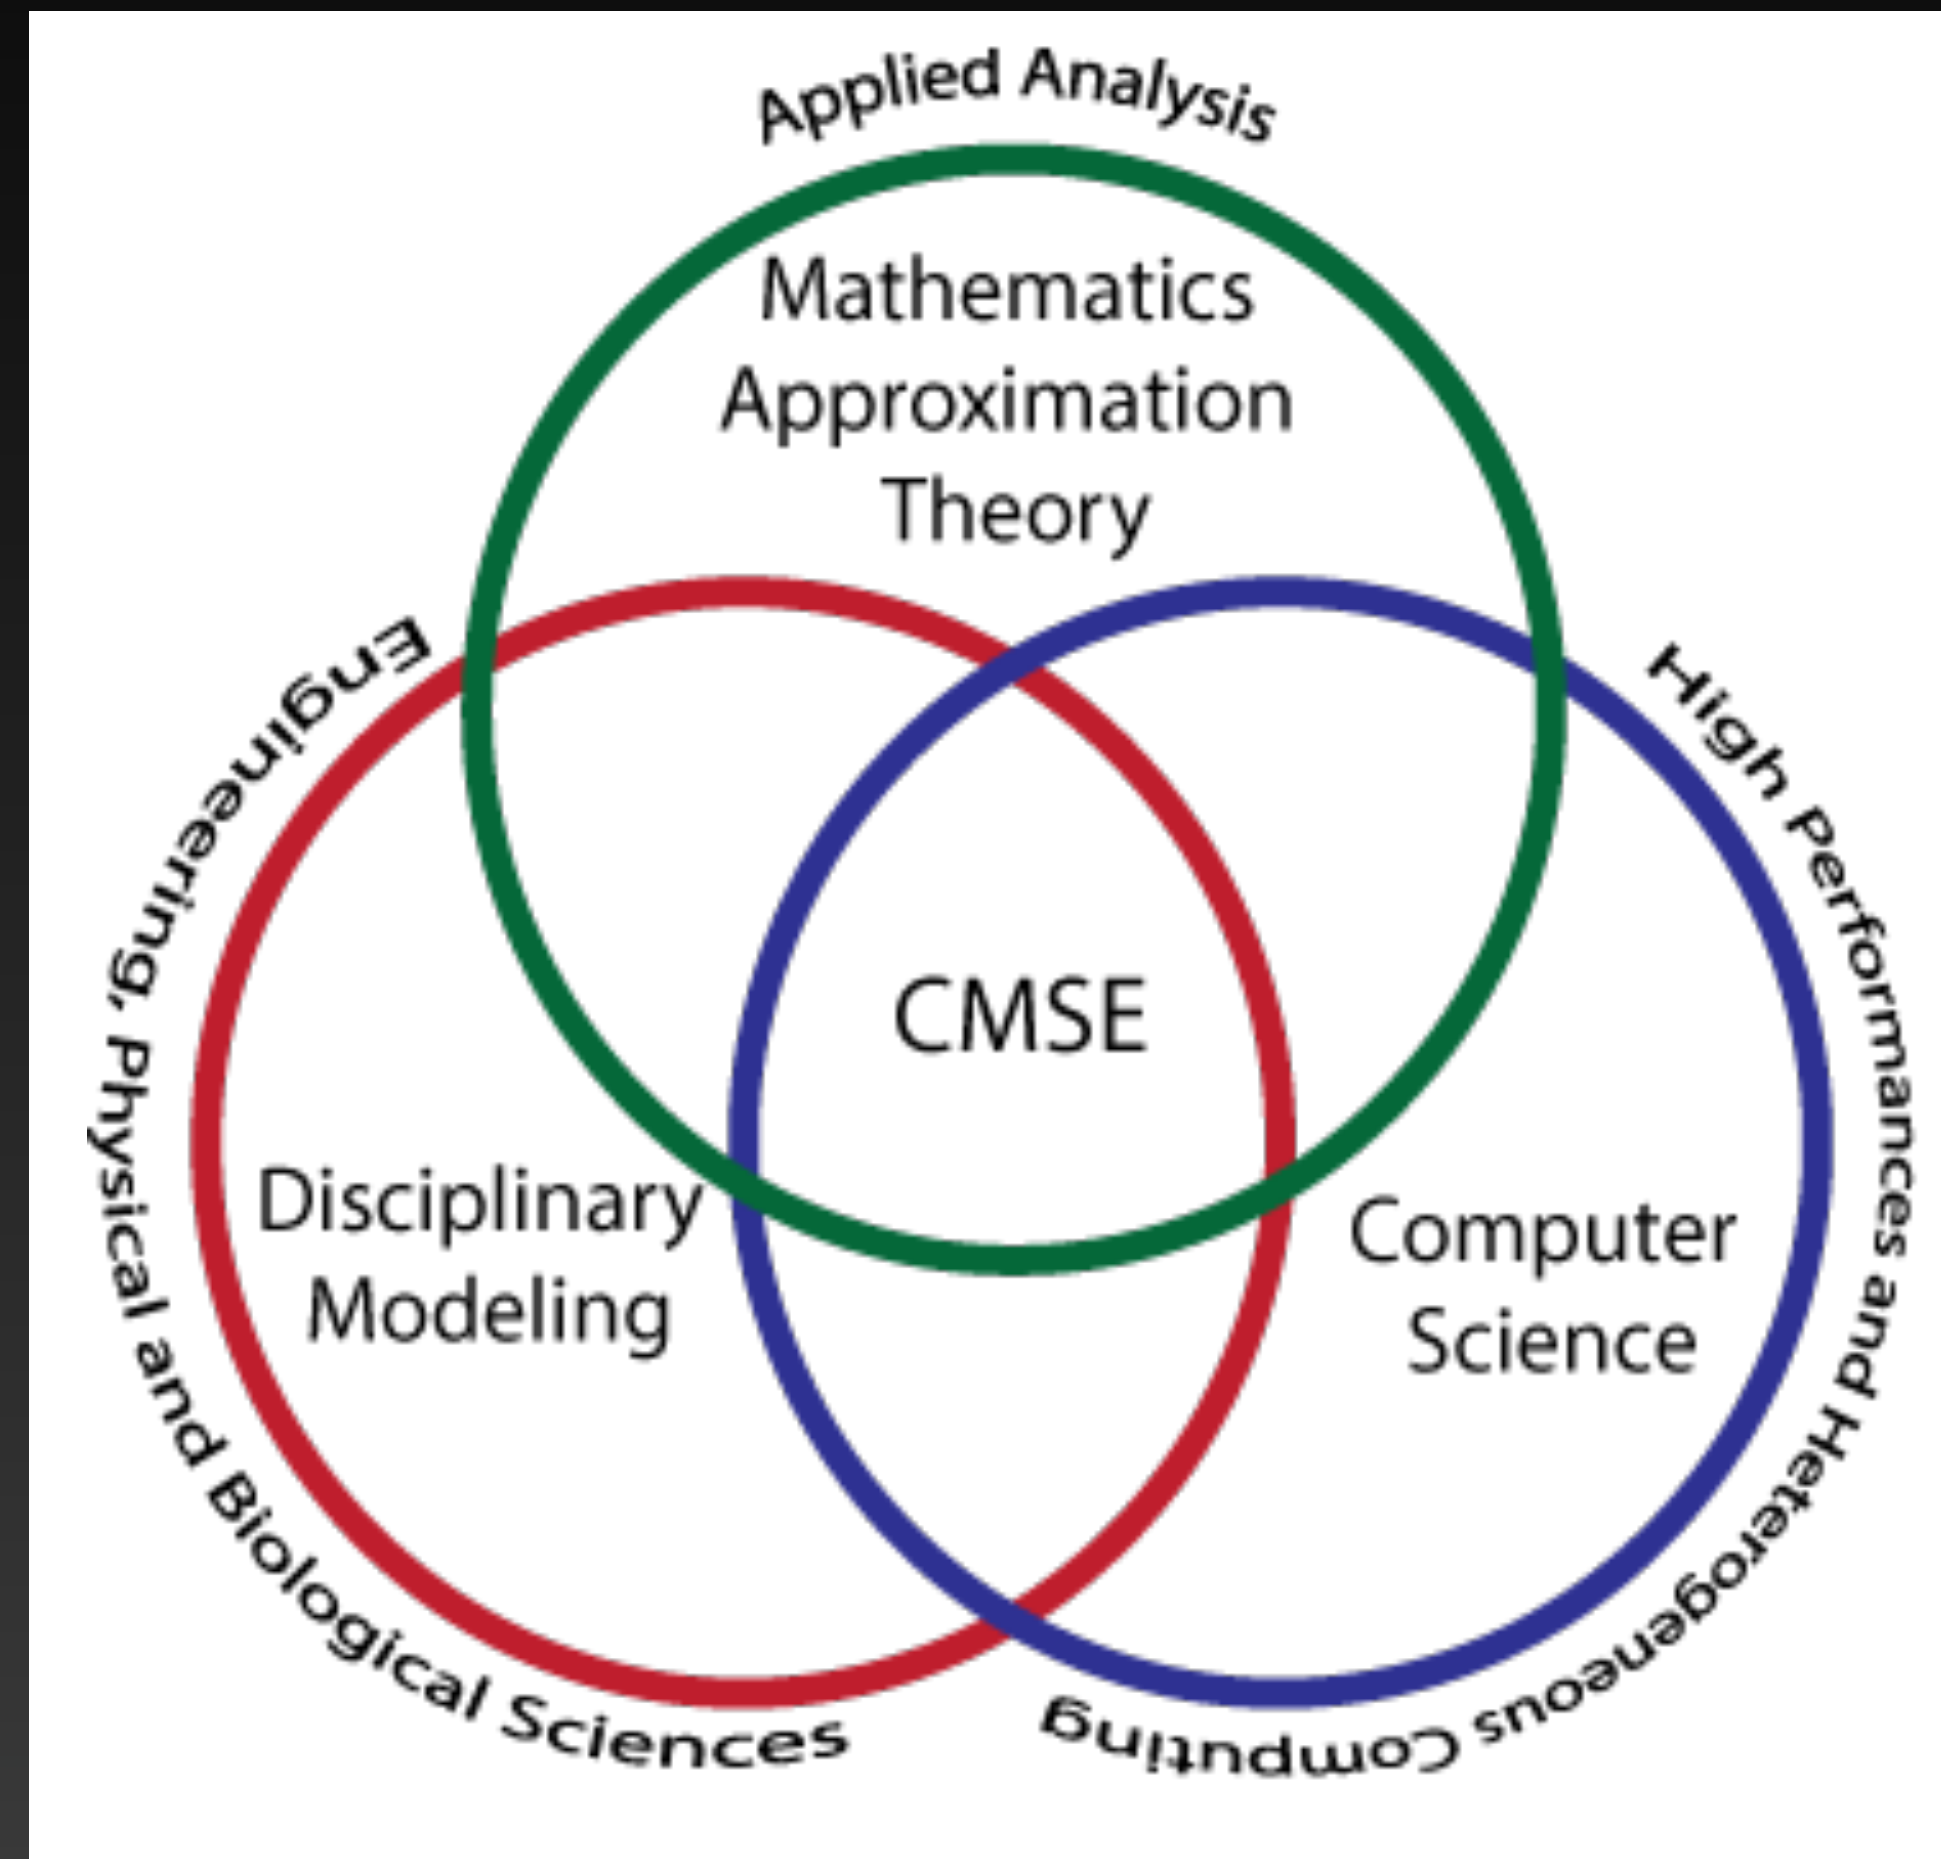 Applied Analysis
Mathematics
Approximation
Theory
Engineering, Physical and Biological Sciences
High Performances and Heterogeneous Computing
CMSE
Disciplinary
Modeling
Computer
Science